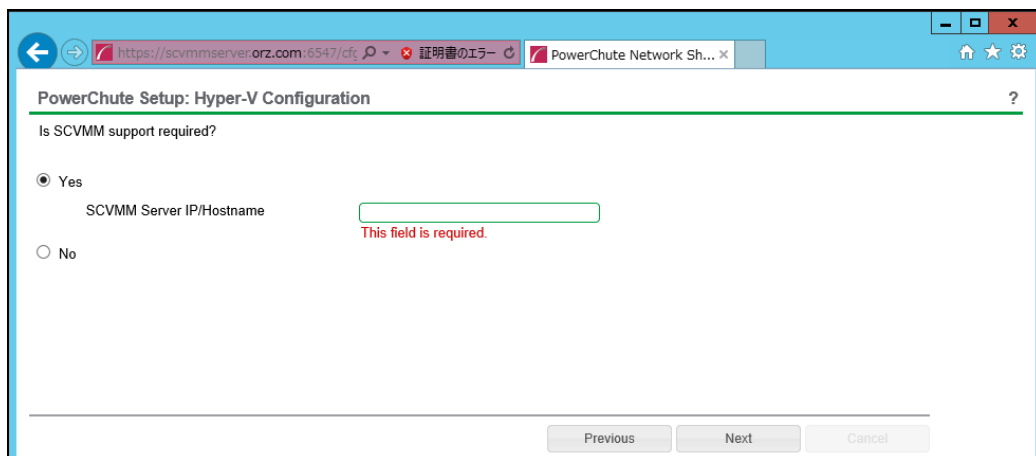 https://scvmmserver.orz.com:6547/cfg
証明書のエラー
PowerChute Network Sh...
PowerChute Setup: Hyper-V Configuration
?
Is SCVMM support required?
Yes
SCVMM Server IP/Hostname
This field is required.
No
Previous
Next
Cancel